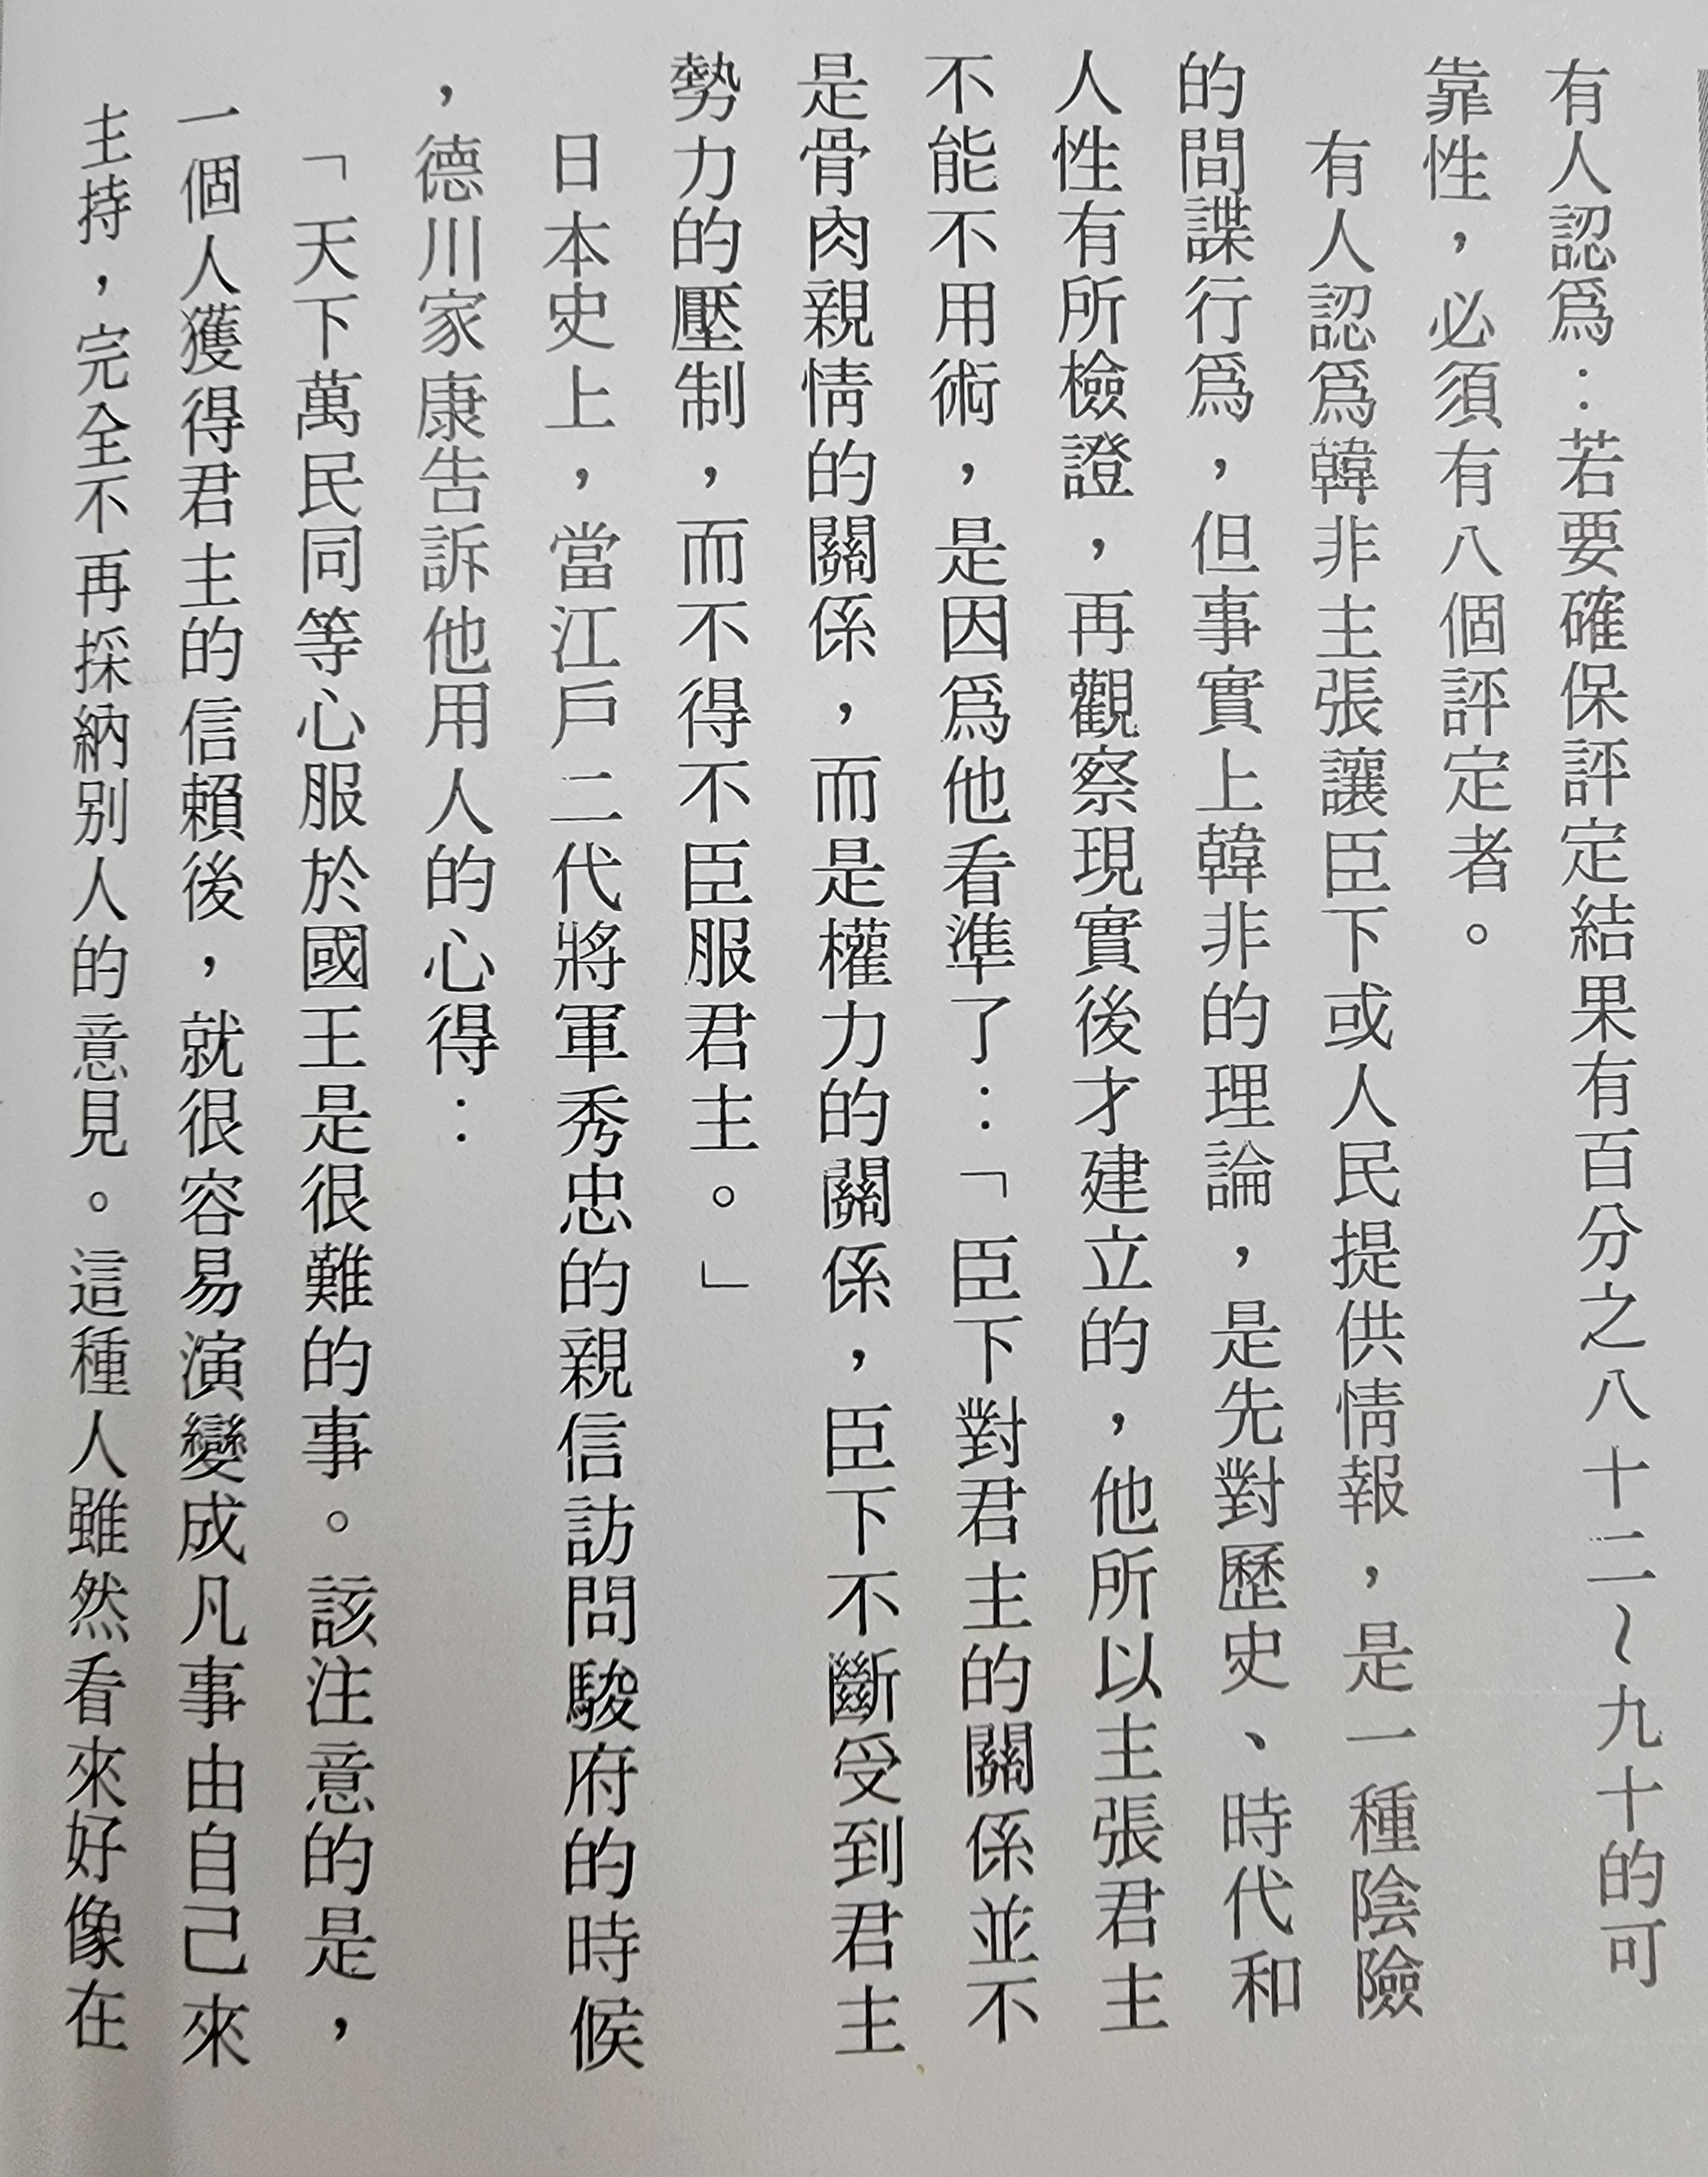 有人認爲：若要確保評定結果有百分之八十二～九十的可
靠性，必須有八個評定者。
有人認爲韓非主張讓臣下或人民提供情報，是一種陰險
的間諜行爲，但事實上韓非的理論，是先對歷史、時代和
人性有所檢證，再觀察現實後才建立的，他所以主張君主
不能不用術，是因爲他看準了：「臣下對君主的關係並不
是骨肉親情的關係，而是權力的關係，臣下不斷受到君主
勢力的壓制，而不得不臣服君主。」
日本史上，當江戶二代將軍秀忠的親信訪問駿府的時候
，德川家康告訴他用人的心得：
「天下萬民同等心服於國王是很難的事。該注意的是，
一個人獲得君主的信賴後，就很容易演變成凡事由自己來
主持，完全不再採納別人的意見。這種人雖然看來好像在